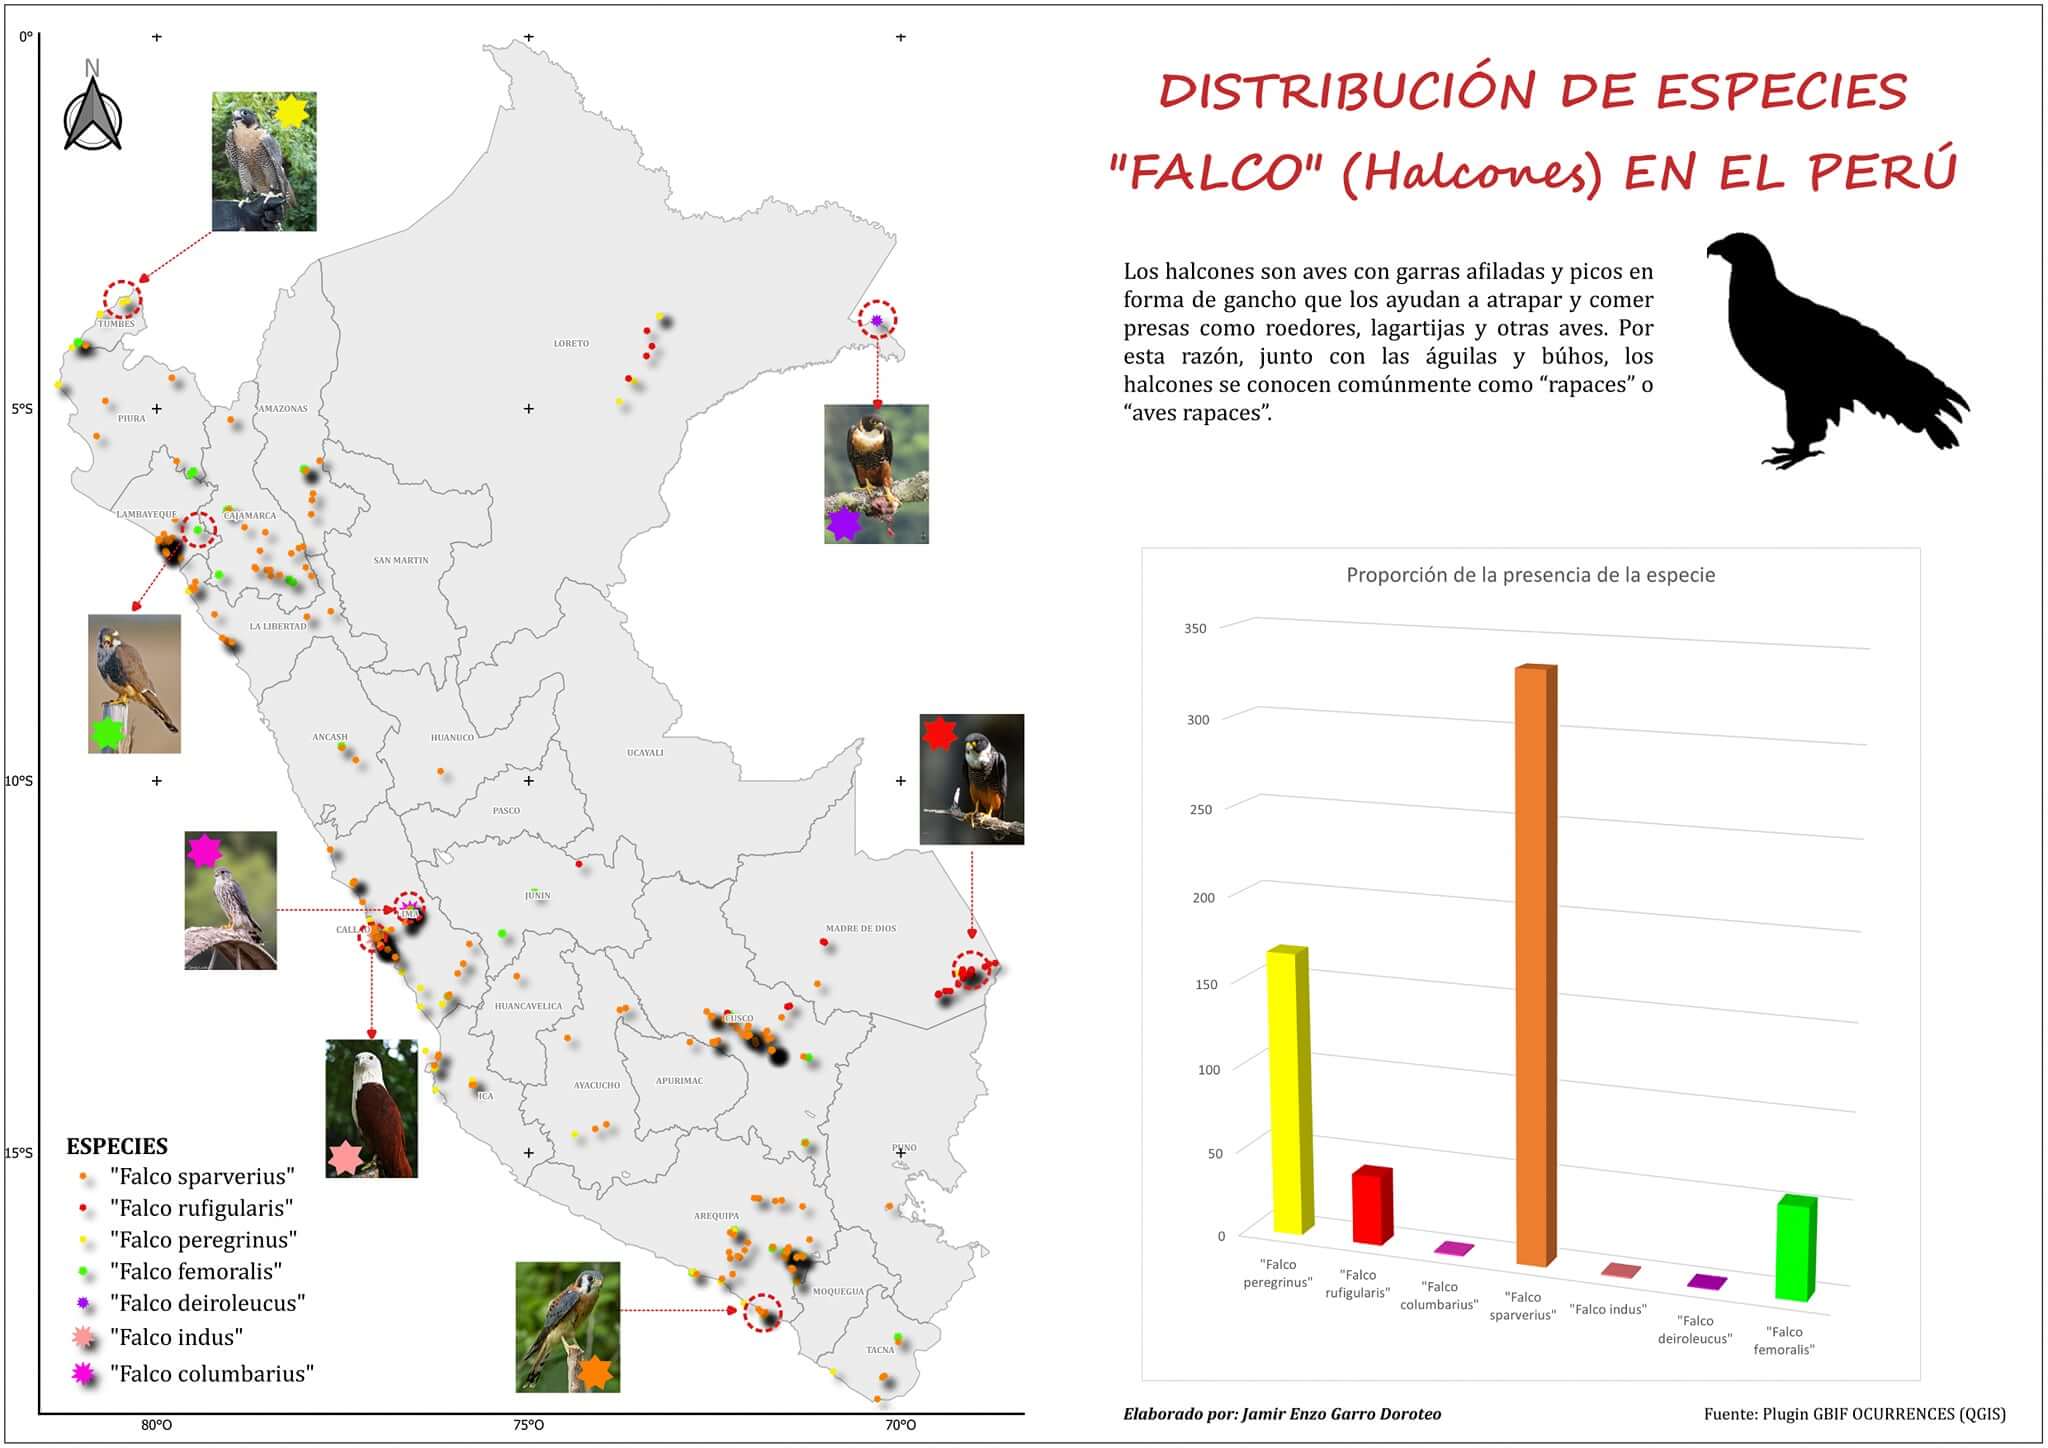 DISTRIBUCIÓN DE ESPECIES
"FALCO" (Halcones) EN EL PERÚ
Los halcones son aves con garras afiladas y picos en
forma de gancho que los ayudan a atrapar y comer
presas como roedores, lagartijas y otras aves. Por
esta razón, junto con las águilas y búhos, los
halcones se conocen comúnmente como “rapaces” o
“aves rapaces”.
0°
5°S
10°S
15°S
80°O
75°O
70°O
N
TUMBES
PIURA
LORETO
AMAZONAS
LAMBAYEQUE
CAJAMARCA
SAN MARTIN
LA LIBERTAD
ANCASH
HUANUCO
UCAYALI
PASCO
JUNIN
LIMA
CALLAO
MADRE DE DIOS
HUANCAVELICA
CUSCO
AYACUCHO
APURIMAC
ICA
PUNO
AREQUIPA
MOQUEGUA
TACNA
ESPECIES
"Falco sparverius"
"Falco rufigularis"
"Falco peregrinus"
"Falco femoralis"
"Falco deiroleucus"
"Falco indus"
"Falco columbarius"
Proporción de la presencia de la especie
350
300
250
200
150
100
50
0
"Falco
peregrinus"
"Falco
rufigularis"
"Falco
columbarius"
"Falco
sparverius"
"Falco indus"
"Falco
deiroleucus"
"Falco
femoralis"
Elaborado por: Jamir Enzo Garro Doroteo
Fuente: Plugin GBIF OCURRENCES (QGIS)